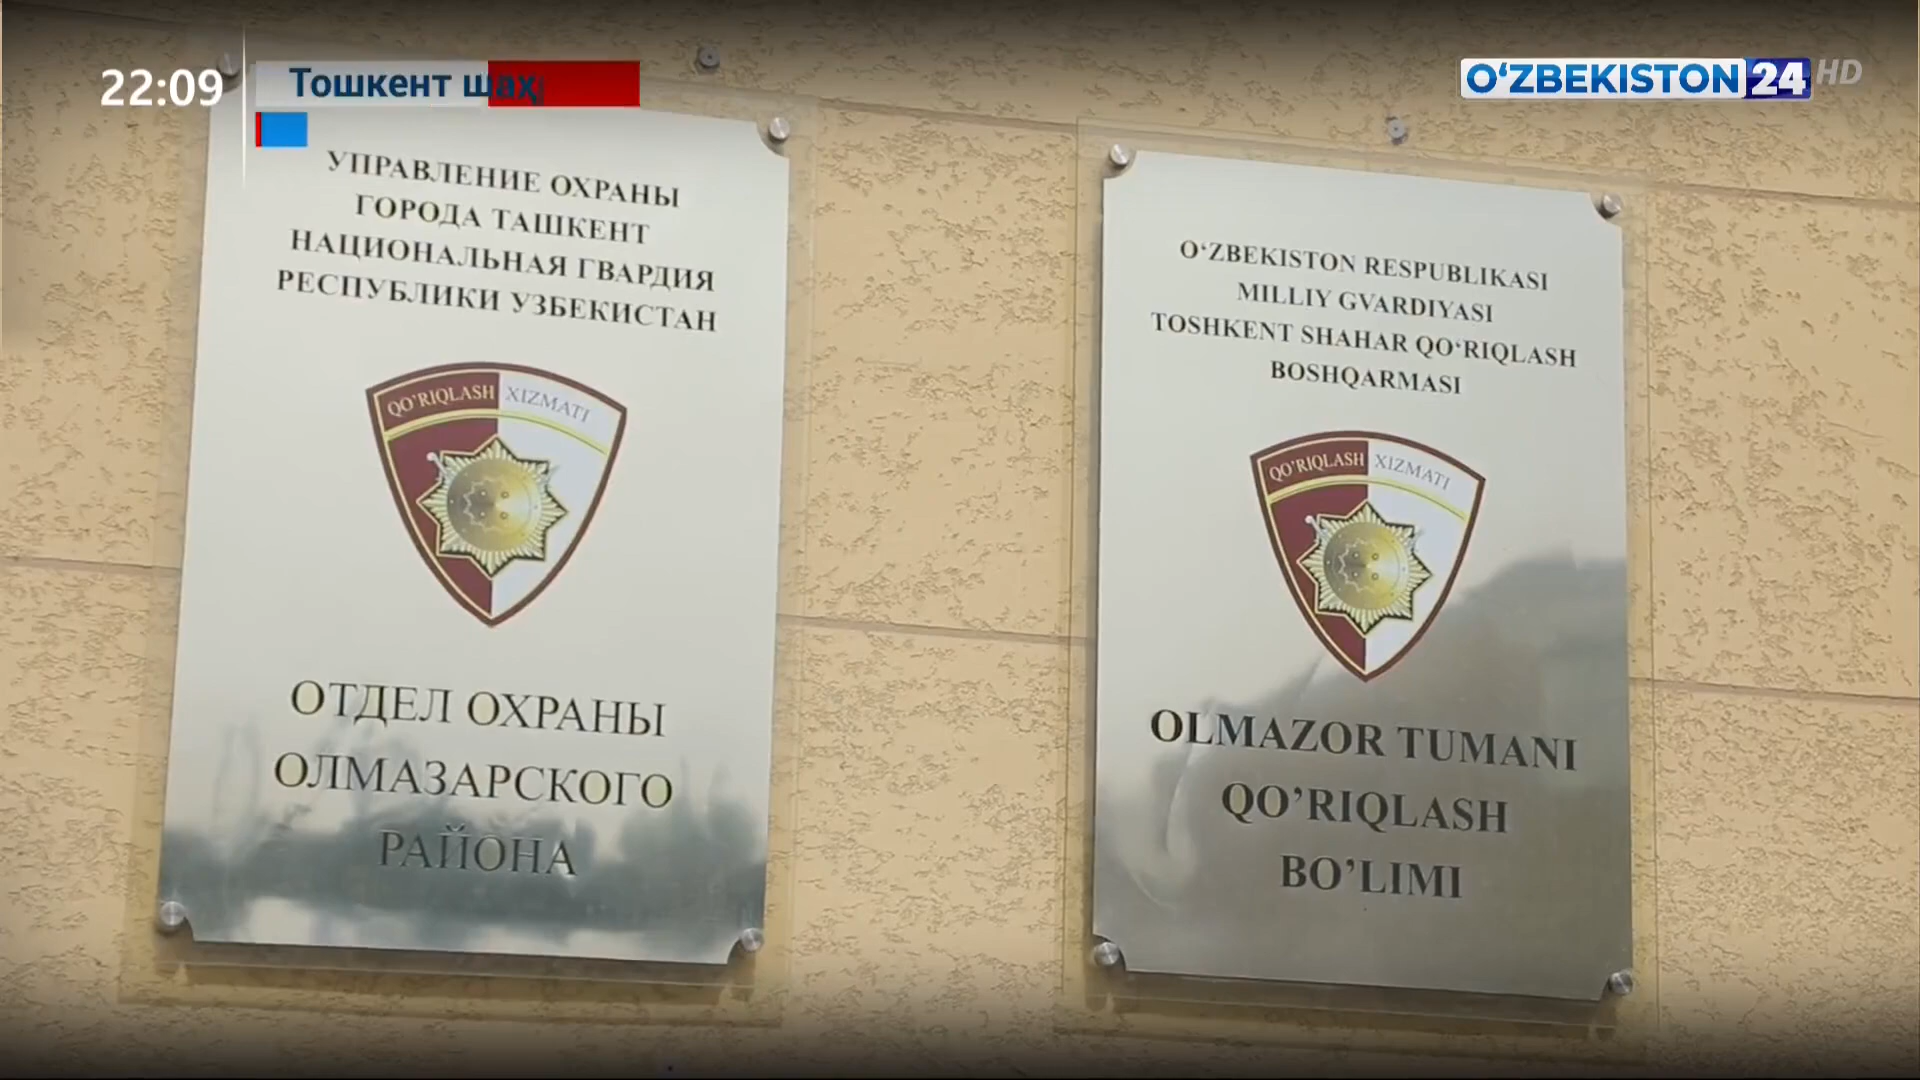 22:09
Тошкент шаҳ
O‘ZBEKISTON 24 HD
УПРАВЛЕНИЕ ОХРАНЫ
ГОРОДА ТАШКЕНТ
НАЦИОНАЛЬНАЯ ГВАРДИЯ
РЕСПУБЛИКИ УЗБЕКИСТАН
QO’RIQLASH XIZMATI
ОТДЕЛ ОХРАНЫ
ОЛМАЗАРСКОГО
РАЙОНА
O‘ZBEKISTON RESPUBLIKASI
MILLIY GVARDIYASI
TOSHKENT SHAHAR QO‘RIQLASH
BOSHQARMASI
QO’RIQLASH XIZMATI
OLMAZOR TUMANI
QO’RIQLASH
BO’LIMI